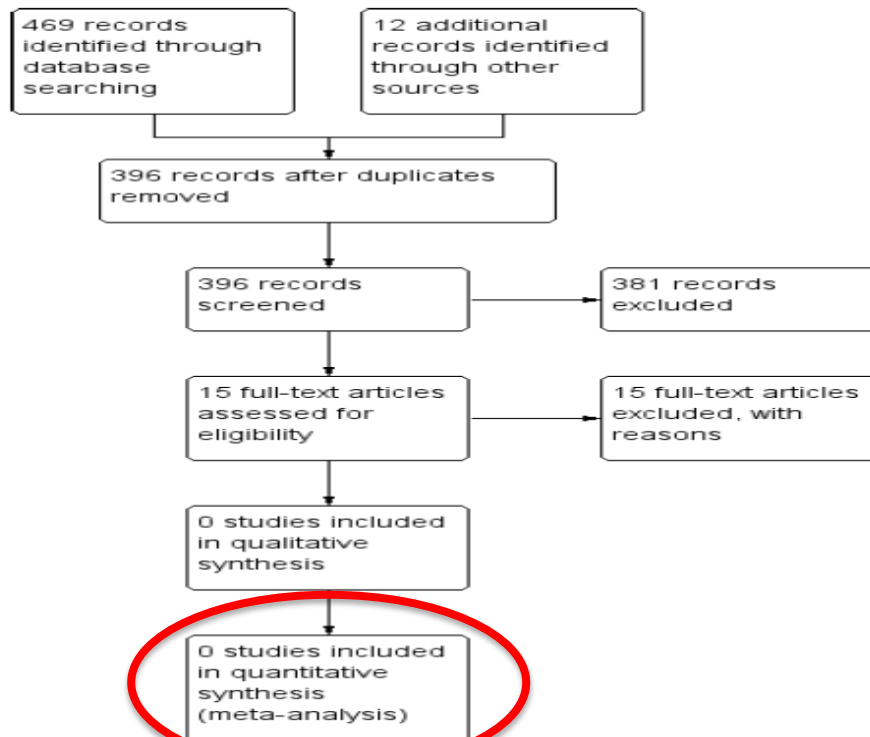 469 records
identified through
database
searching
12 additional
records identified
through other
sources
396 records after duplicates
removed
396 records
screened
381 records
excluded
15 full-text articles
assessed for
eligibility
15 full-text articles
excluded, with
reasons
0 studies included
in qualitative
synthesis
0 studies included
in quantitative
synthesis
(meta-analysis)